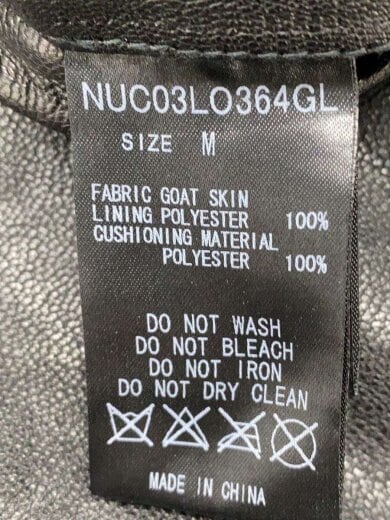 NUC03LO364GL
SIZE M
FABRIC GOAT SKIN
LINING POLYESTER 100%
CUSHIONING MATERIAL
POLYESTER 100%
DO NOT WASH
DO NOT BLEACH
DO NOT IRON
DO NOT DRY CLEAN
MADE IN CHINA